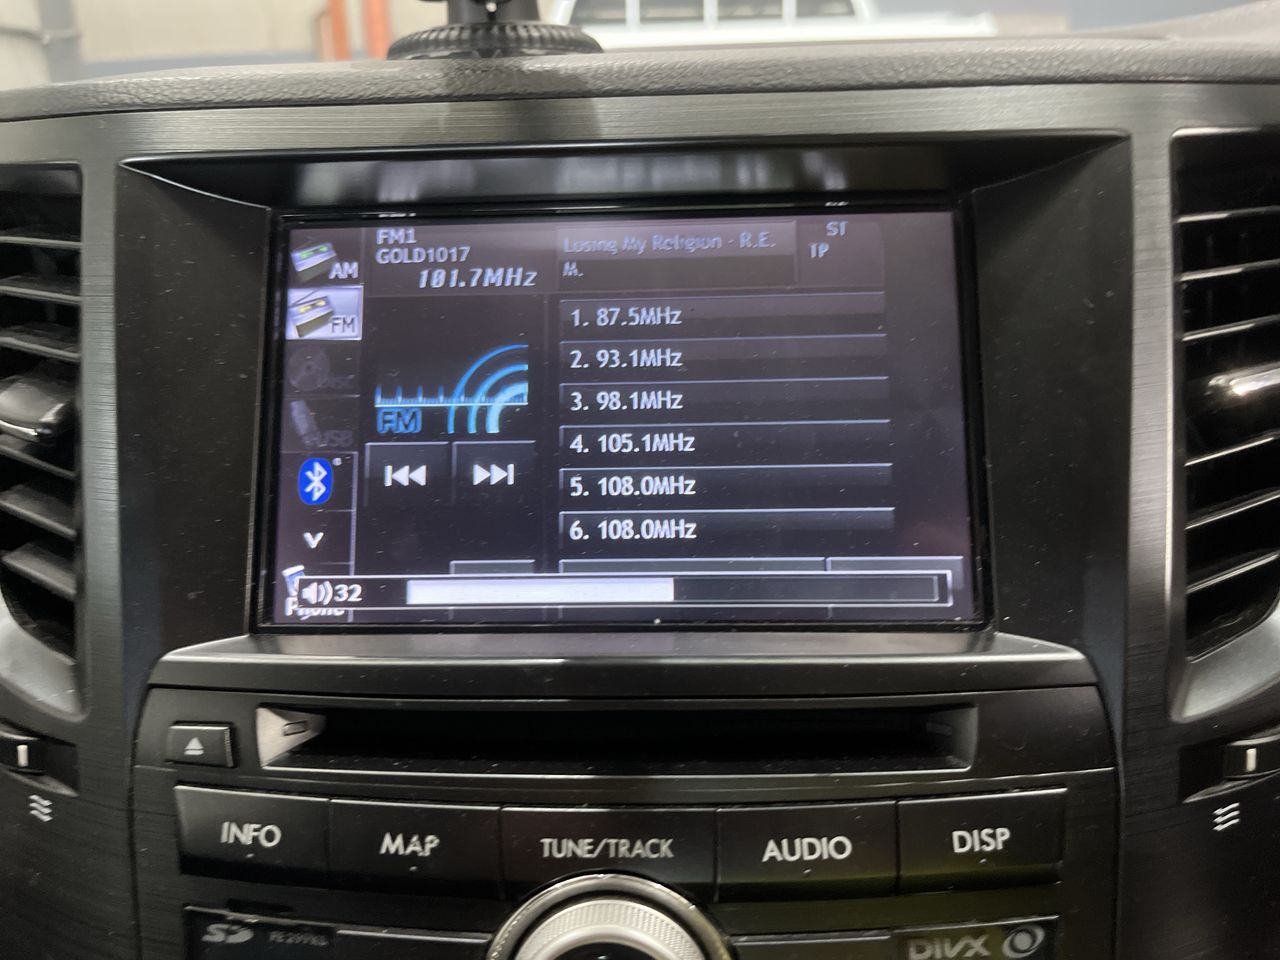 AM
FM
USB
Phone
FM1
GOLD1017
101.7MHz
Losing My Religion - R.E.
M.
ST
TP
FM
1. 87.5MHz
2. 93.1MHz
3. 98.1MHz
4. 105.1MHz
5. 108.0MHz
6. 108.0MHz
32
INFO
MAP
TUNE/TRACK
AUDIO
DISP
SD
DIVX